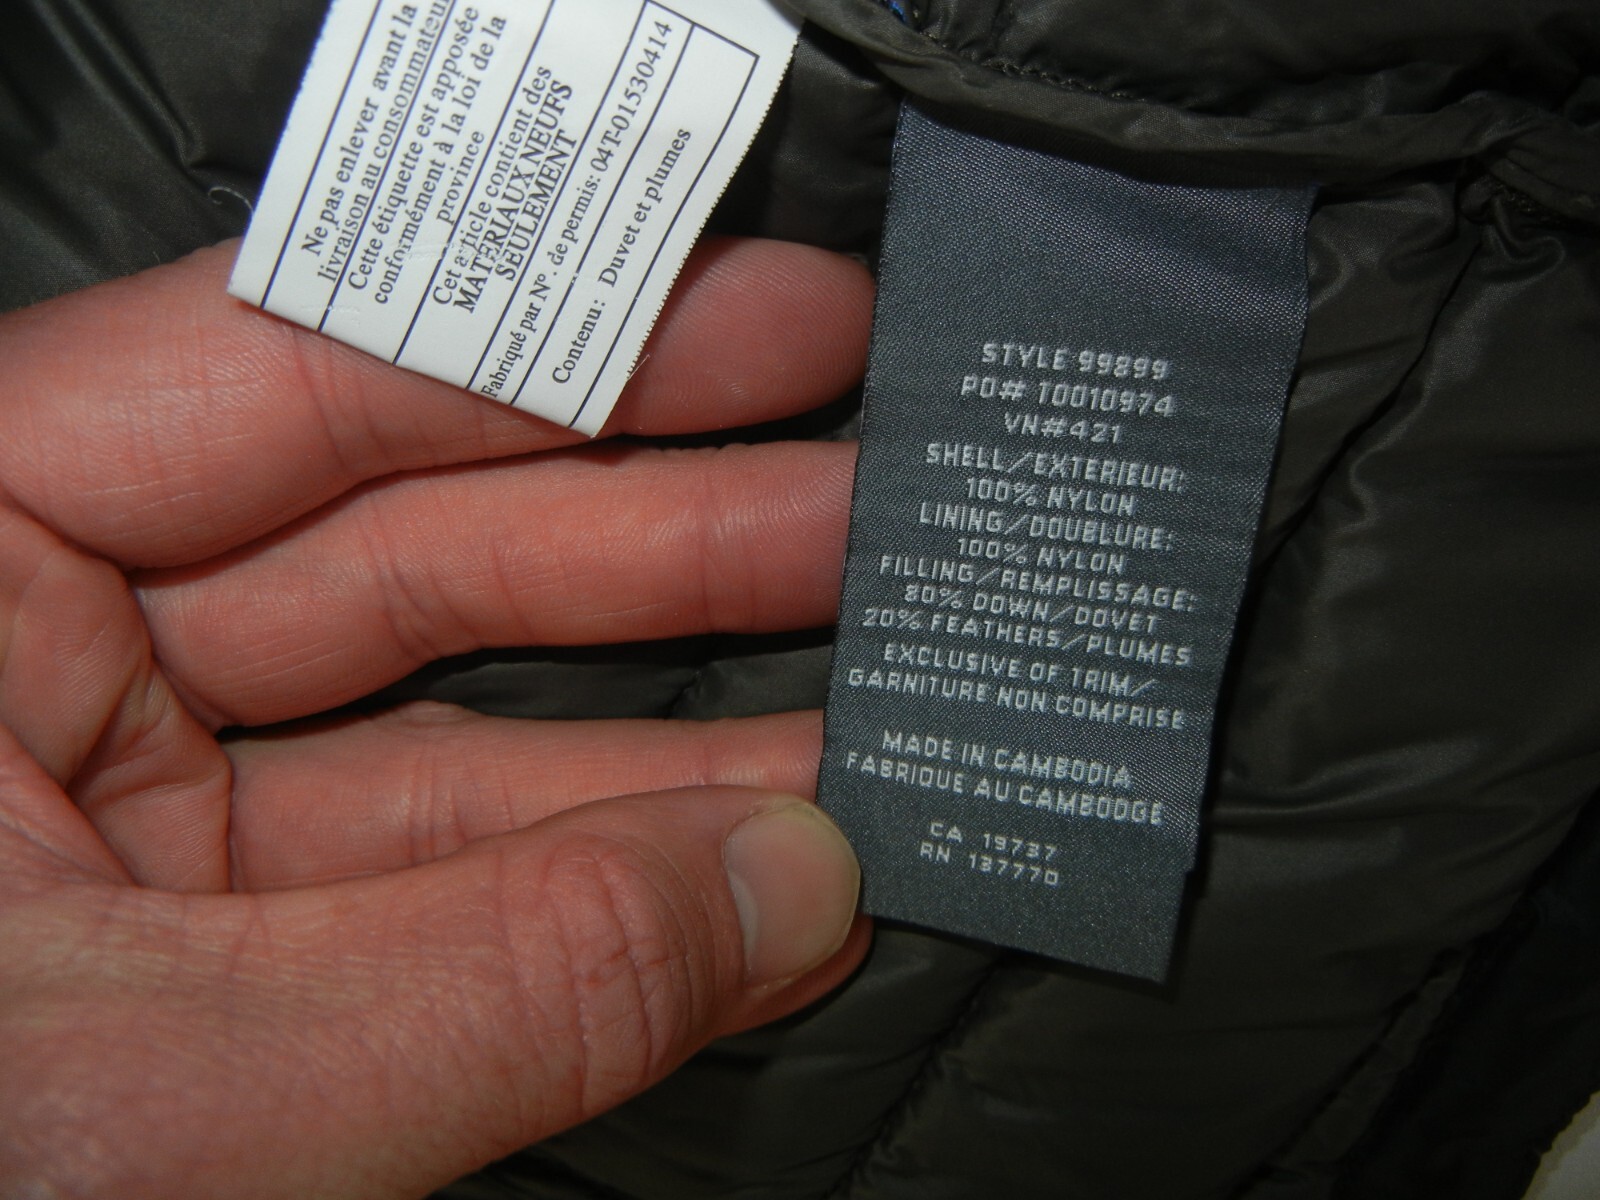 Ne pas enlever avant la
livraison au consommateur
Cette étiquette est apposée
conformément à la loi de la
province
Cet article contient des
MATÉRIAUX NEUFS
SEULEMENT
Fabriqué par N°. de permis: 04T-01530414
Contenu: Duvet et plumes
STYLE 99899
PO# 10010974
VN#421
SHELL/EXTERIEUR:
100% NYLON
LINING/DOUBLURE:
100% NYLON
FILLING/REMPLISSAGE:
80% DOWN/DOVET
20% FEATHERS/PLUMES
EXCLUSIVE OF TRIM/
GARNITURE NON COMPRISE
MADE IN CAMBODIA
FABRIQUE AU CAMBODGE
CA 19737
RN 137770